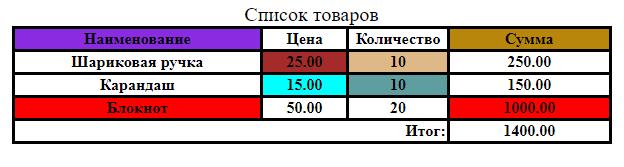 Список товаров
Наименование Цена Количество Сумма
Шариковая ручка 25.00 10 250.00
Карандаш 15.00 10 150.00
Блокнот 50.00 20 1000.00
Итог: 1400.00